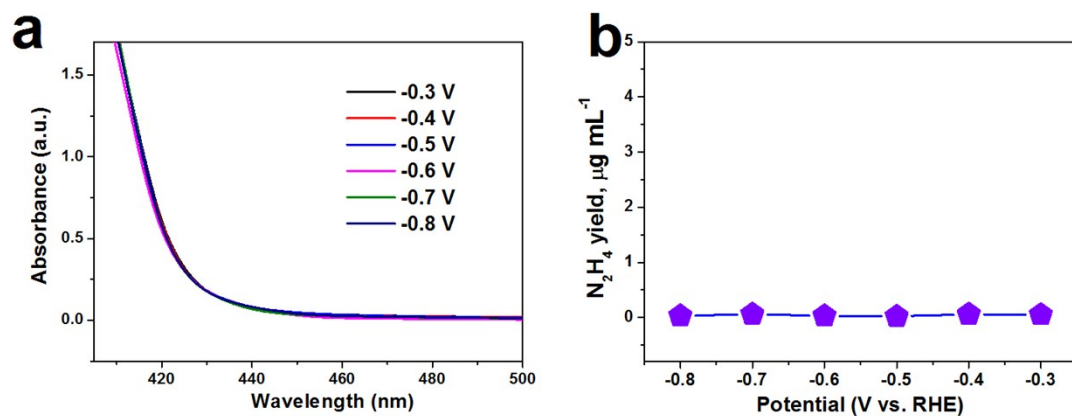 a
Absorbance (a.u.)
1.5
1.0
0.5
0.0
-0.3 V
-0.4 V
-0.5 V
-0.6 V
-0.7 V
-0.8 V
420 440 460 480 500
Wavelength (nm)
b
N₂H₄ yield, μg mL⁻¹
5
4
3
2
1
0
-0.8 -0.7 -0.6 -0.5 -0.4 -0.3
Potential (V vs. RHE)